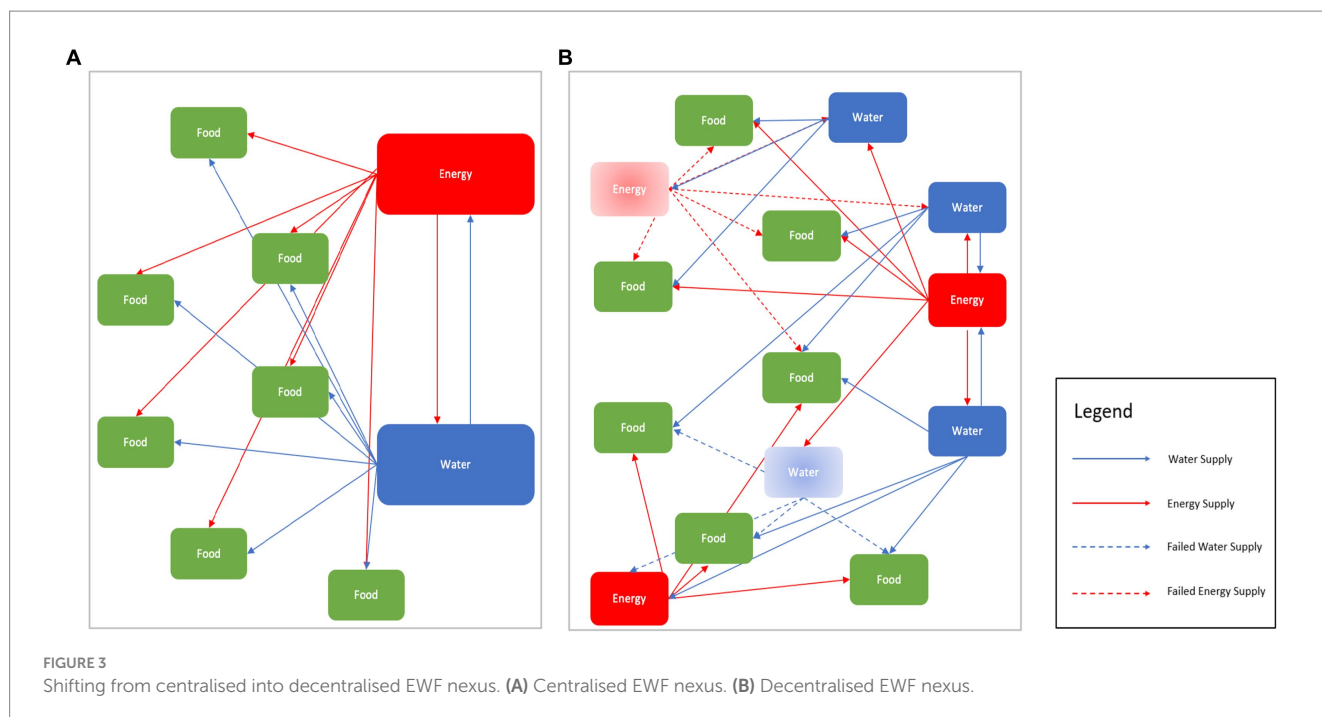 A
B
Food
Energy
Food
Food
Food
Food
Water
Food
Food
Food
Water
Energy
Water
Food
Food
Energy
Food
Food
Water
Water
Food
Food
Energy
Legend
Water Supply
Energy Supply
Failed Water Supply
Failed Energy Supply
FIGURE 3
Shifting from centralised into decentralised EWF nexus. (A) Centralised EWF nexus. (B) Decentralised EWF nexus.